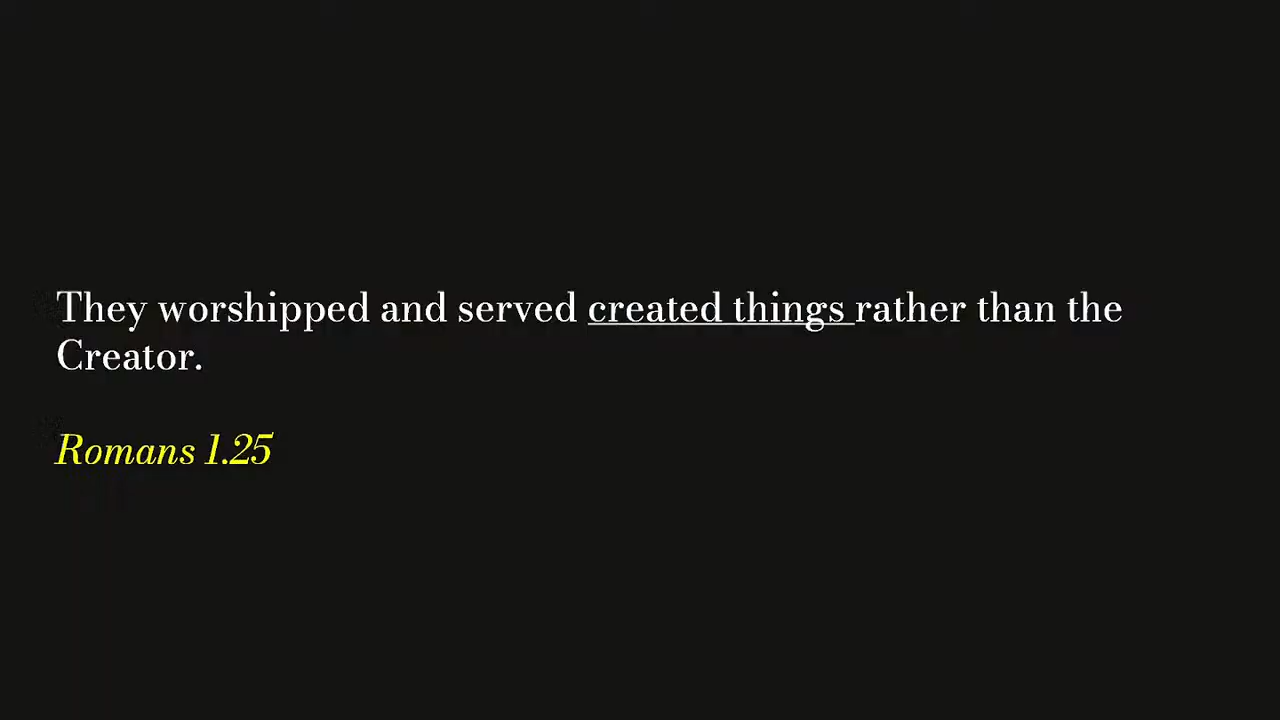 They worshipped and served created things rather than the
Creator.
Romans 1.25